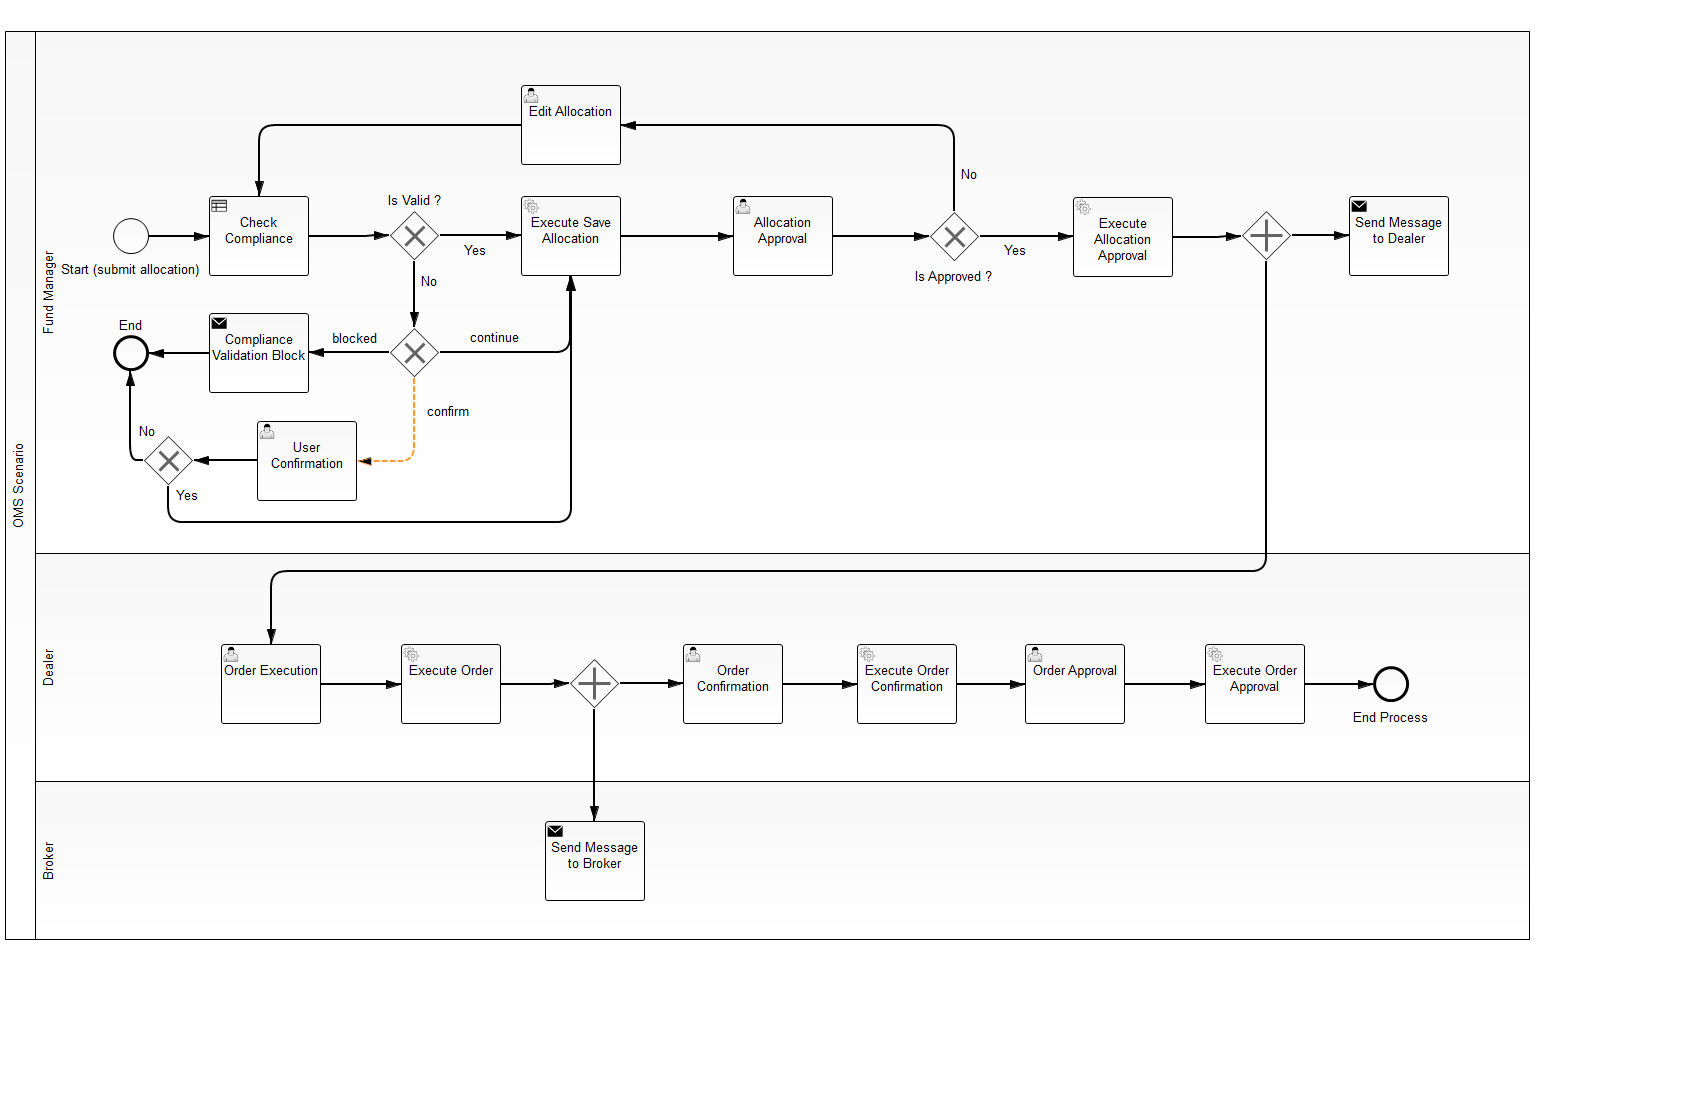 OMS Scenario
Fund Manager
Edit Allocation
No
Is Valid ?
Check
Compliance
Execute Save
Allocation
Allocation
Approval
Execute
Allocation
Approval
Send Message
to Dealer
Yes
Yes
Start (submit allocation)
Is Approved ?
No
End
Compliance
Validation Block
blocked
continue
confirm
No
User
Confirmation
Yes
Dealer
Order Execution
Execute Order
Order
Confirmation
Execute Order
Confirmation
Order Approval
Execute Order
Approval
End Process
Broker
Send Message
to Broker